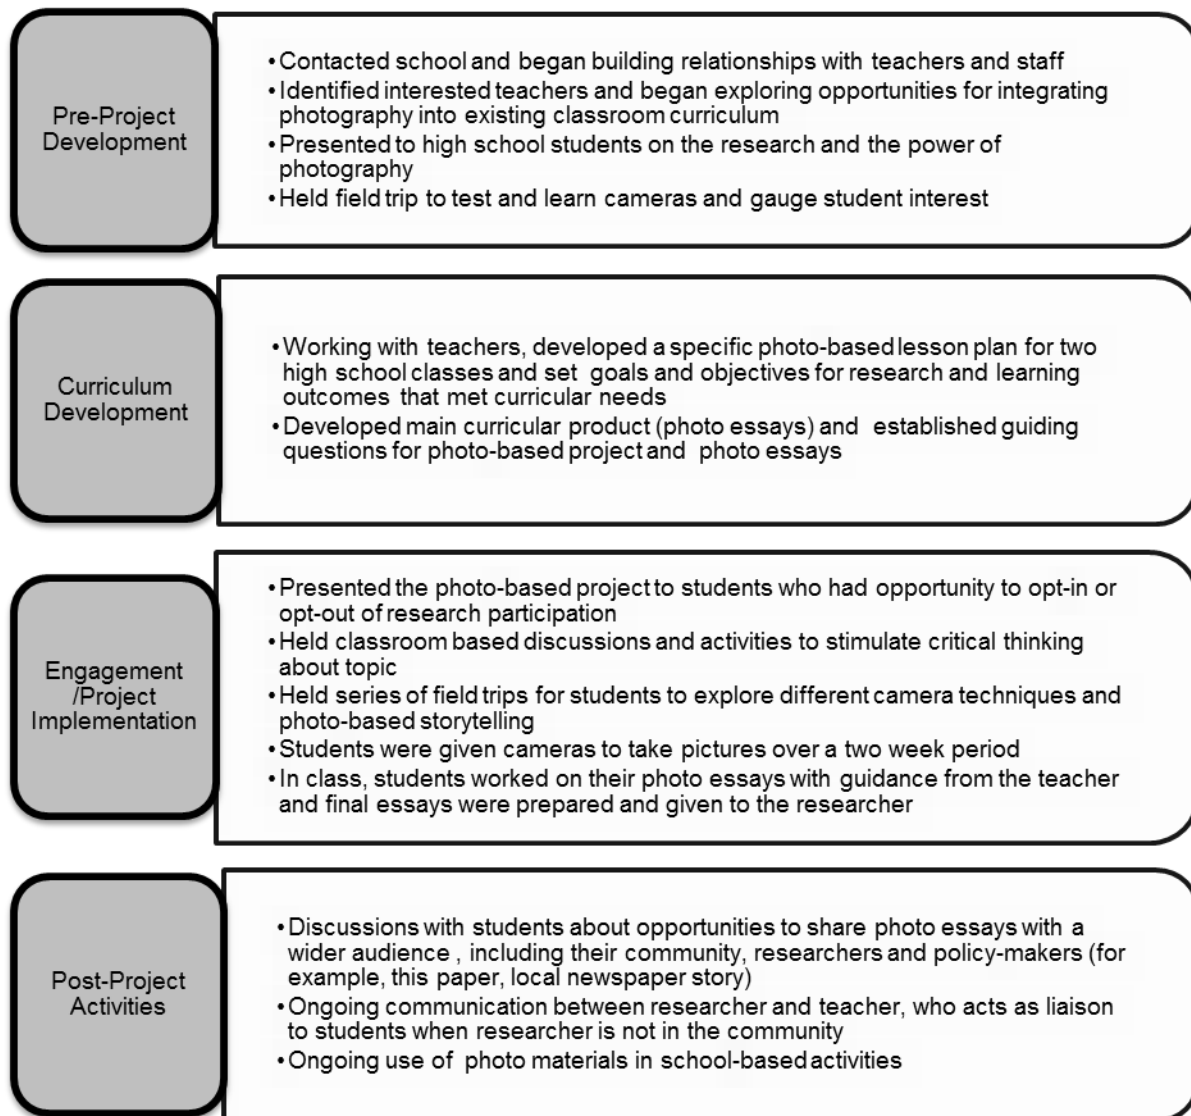 Pre-Project
Development
•Contacted school and began building relationships with teachers and staff
•Identified interested teachers and began exploring opportunities for integrating
photography into existing classroom curriculum
•Presented to high school students on the research and the power of
photography
•Held field trip to test and learn cameras and gauge student interest
Curriculum
Development
•Working with teachers, developed a specific photo-based lesson plan for two
high school classes and set goals and objectives for research and learning
outcomes that met curricular needs
•Developed main curricular product (photo essays) and established guiding
questions for photo-based project and photo essays
Engagement
/Project
Implementation
•Presented the photo-based project to students who had opportunity to opt-in or
opt-out of research participation
•Held classroom based discussions and activities to stimulate critical thinking
about topic
•Held series of field trips for students to explore different camera techniques and
photo-based storytelling
•Students were given cameras to take pictures over a two week period
•In class, students worked on their photo essays with guidance from the teacher
and final essays were prepared and given to the researcher
Post-Project
Activities
•Discussions with students about opportunities to share photo essays with a
wider audience , including their community, researchers and policy-makers (for
example, this paper, local newspaper story)
•Ongoing communication between researcher and teacher, who acts as liaison
to students when researcher is not in the community
•Ongoing use of photo materials in school-based activities